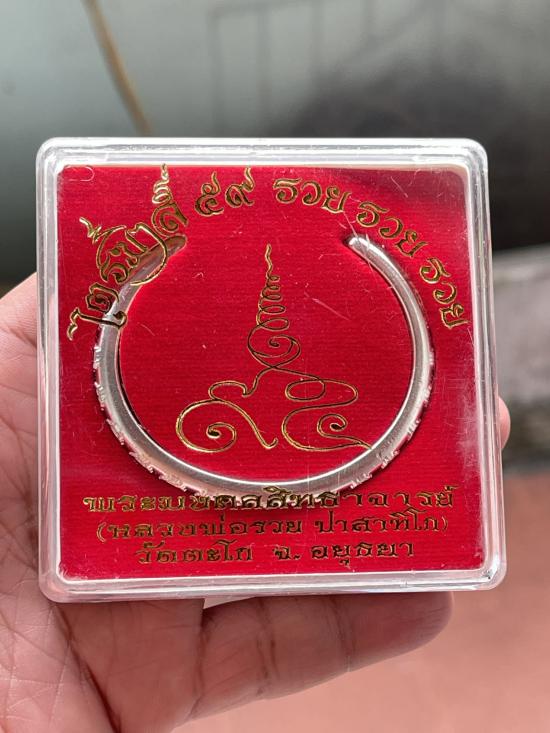 ไตรมาส ๕๙ รวย รวย รวย
พระมงคลสิทธาจารย์
(หลวงพ่อรวย ปาสาทิโก)
วัดตะโก จ. อยุธยา